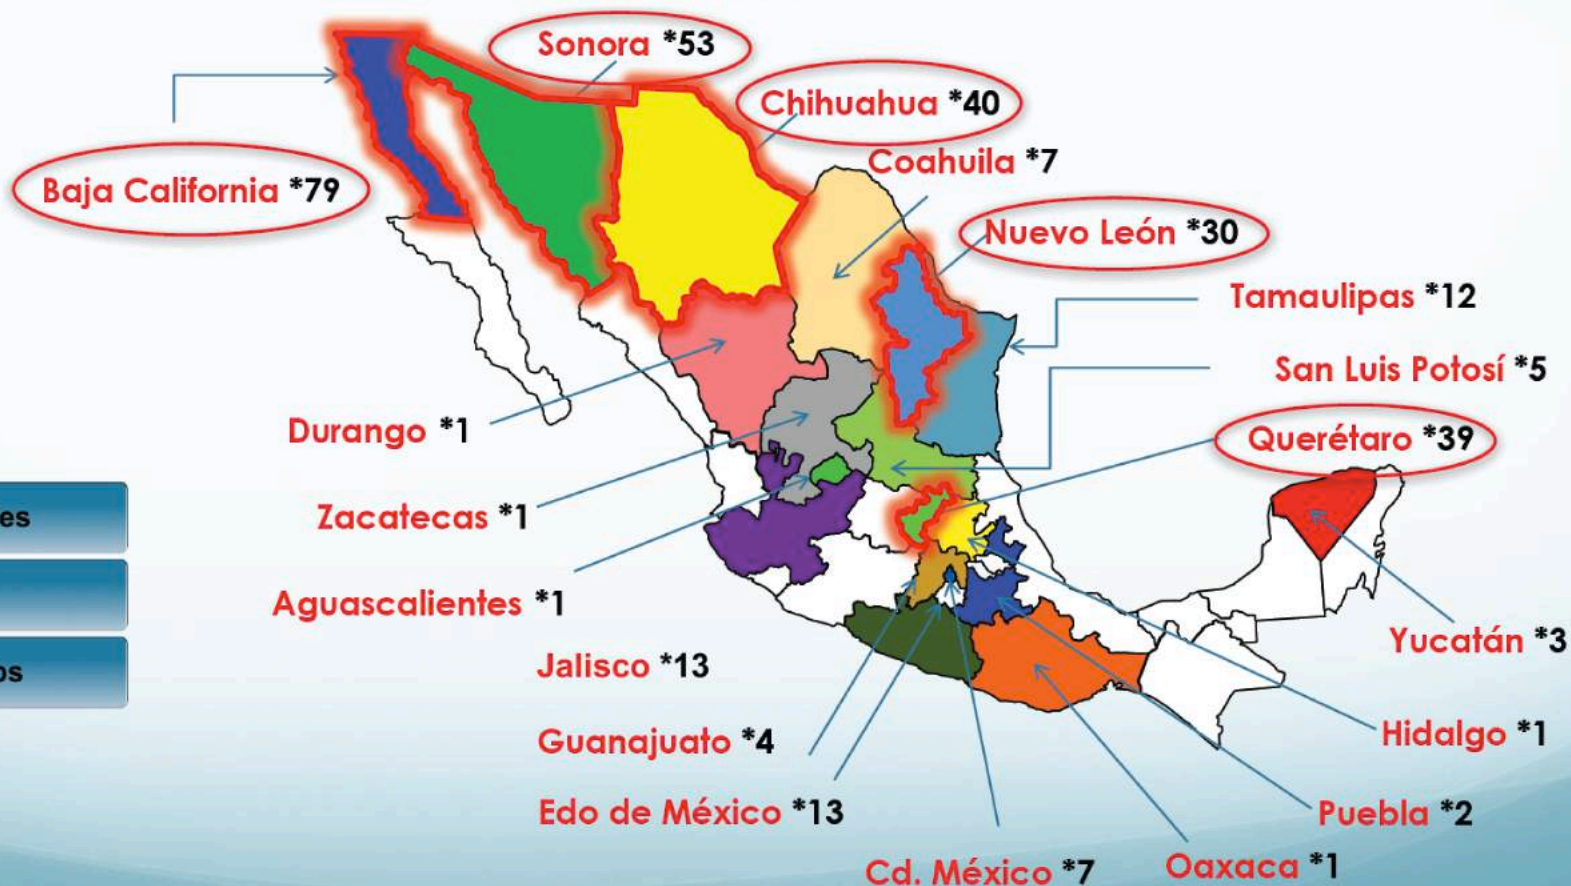 Sonora *53
Chihuahua *40
Coahuila *7
Baja California *79
Nuevo León *30
Tamaulipas *12
San Luis Potosí *5
Durango *1
Querétaro *39
Zacatecas *1
Aguascalientes *1
Yucatán *3
Jalisco *13
Guanajuato *4
Hidalgo *1
Edo de México *13
Puebla *2
Cd. México *7
Oaxaca *1